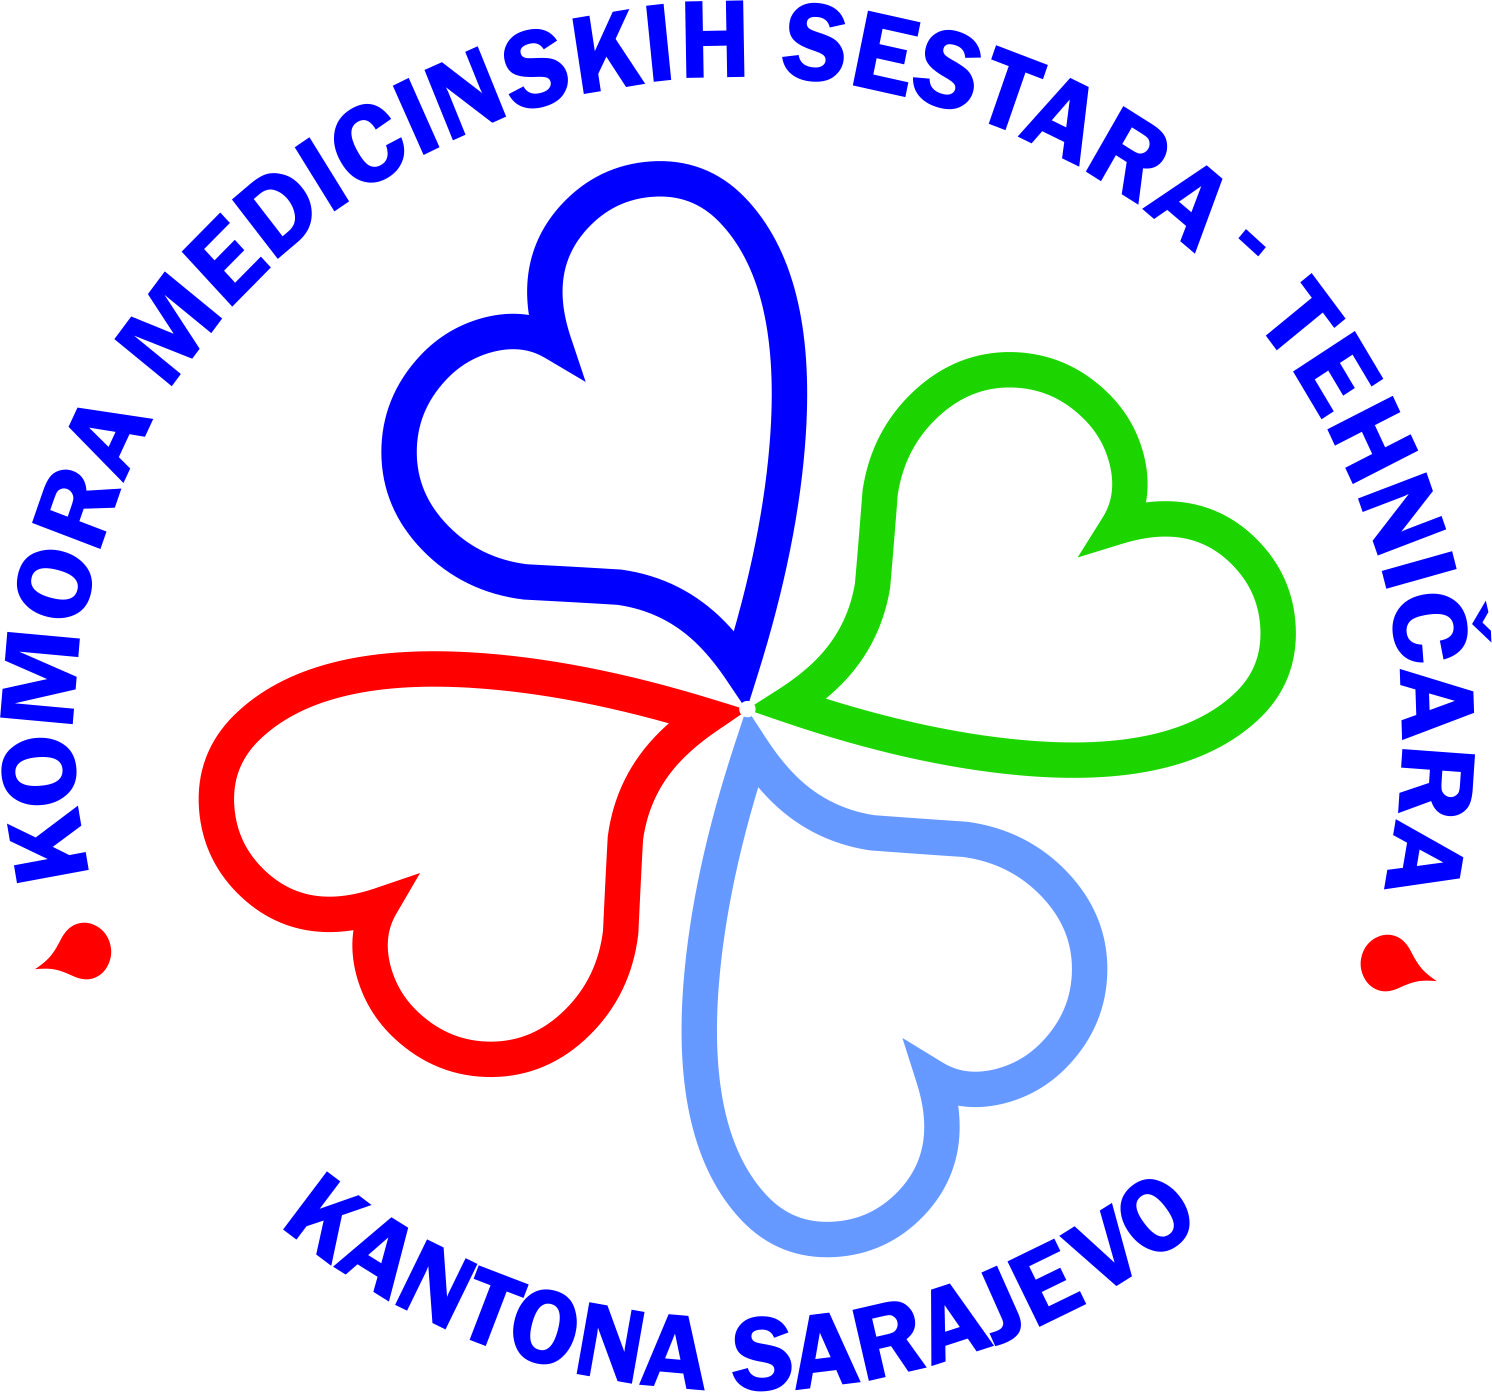 KOMORA MEDICINSKIH SESTARA - TEHNIČARA
KANTONA SARAJEVO